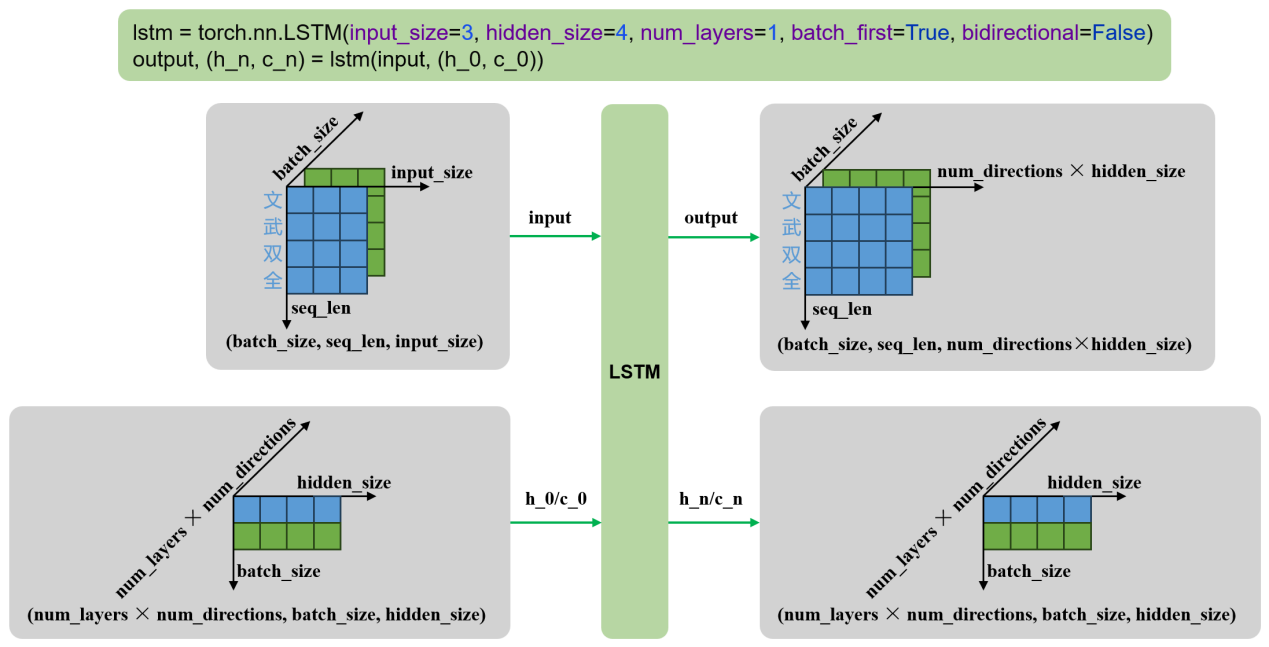 lstm = torch.nn.LSTM(input_size=3, hidden_size=4, num_layers=1, batch_first=True, bidirectional=False)
output, (h_n, c_n) = lstm(input, (h_0, c_0))
batch_size
input_size
文
武
双
全
seq_len
(batch_size, seq_len, input_size)
input
LSTM
output
batch_size
num_directions × hidden_size
文
武
双
全
seq_len
(batch_size, seq_len, num_directions×hidden_size)
num_layers × num_directions
hidden_size
batch_size
(num_layers × num_directions, batch_size, hidden_size)
h_0/c_0
h_n/c_n
num_layers × num_directions
hidden_size
batch_size
(num_layers × num_directions, batch_size, hidden_size)